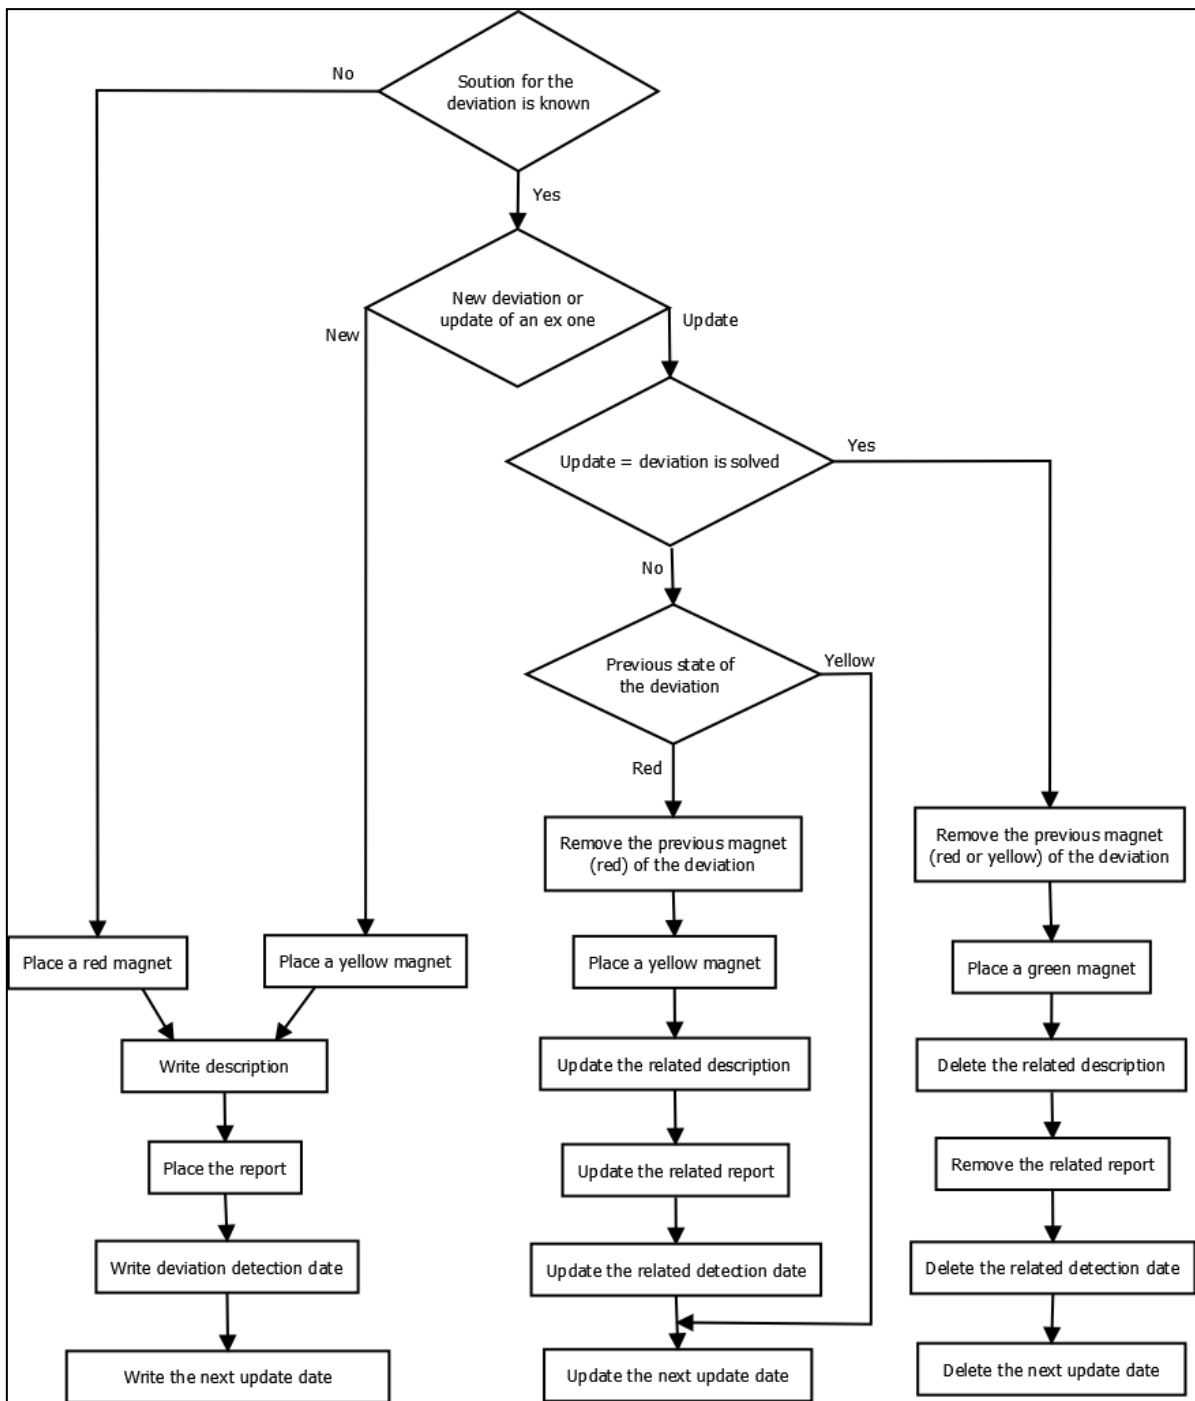 No
Soution for the
deviation is known
Yes
New deviation or
update of an ex one
New
Update
Update = deviation is solved
Yes
No
Previous state of
the deviation
Yellow
Red
Remove the previous magnet
(red) of the deviation
Remove the previous magnet
(red or yellow) of the deviation
Place a red magnet
Place a yellow magnet
Place a yellow magnet
Place a green magnet
Write description
Update the related description
Delete the related description
Place the report
Update the related report
Remove the related report
Write deviation detection date
Update the related detection date
Delete the related detection date
Write the next update date
Update the next update date
Delete the next update date